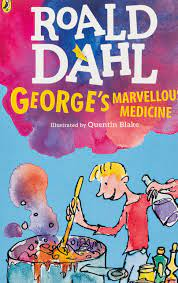 ROALD
DAHL
GEORGE'S MARVELLOUS
MEDICINE
Illustrated by Quentin Blake